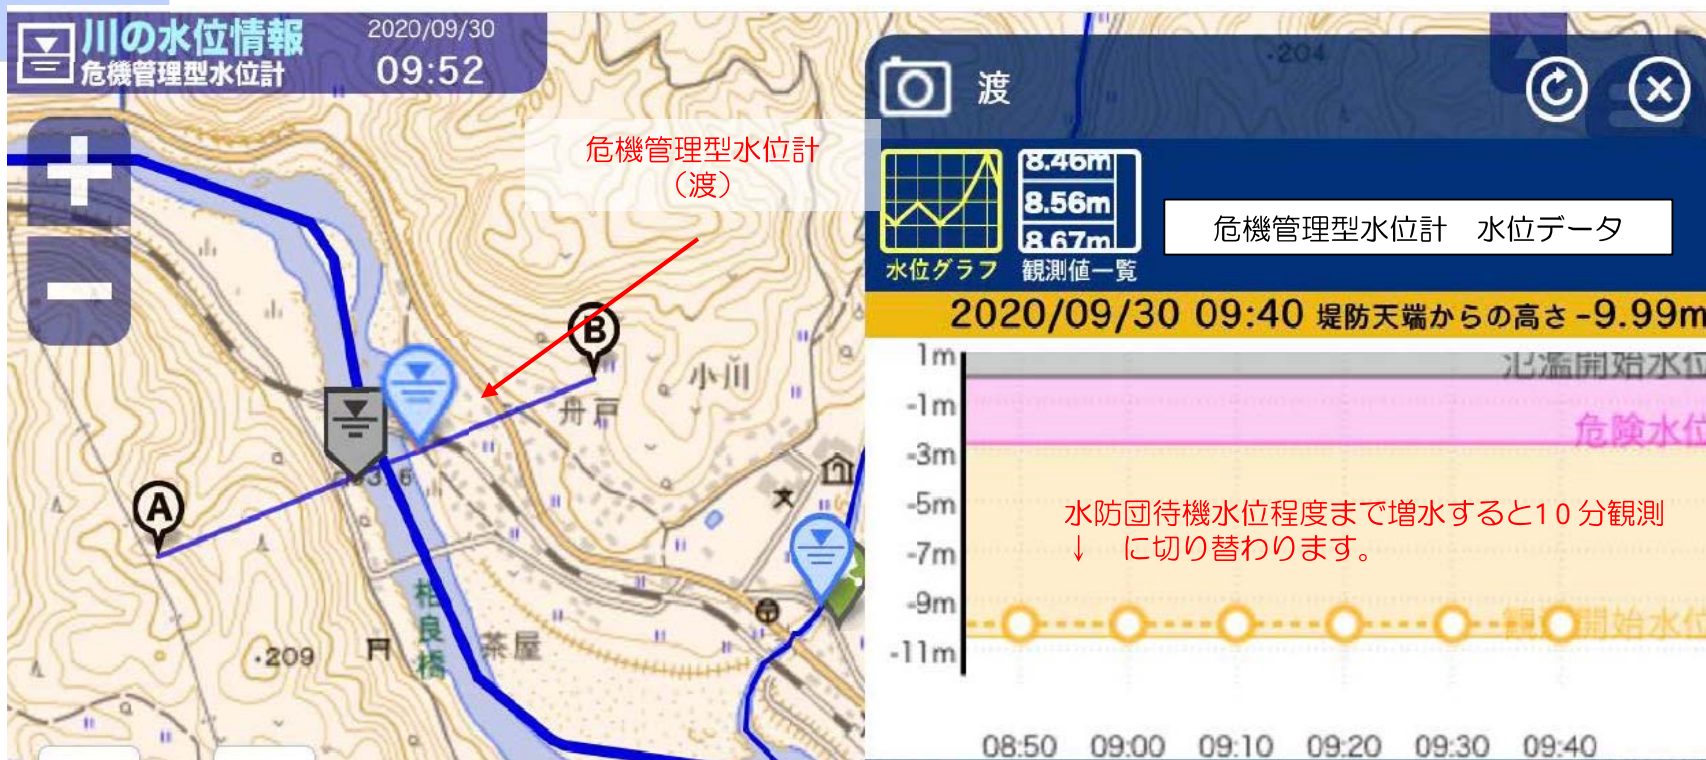 川の水位情報
危機管理型水位計
2020/09/30
09:52
危機管理型水位計
（渡）
A
B
小川
舟戸
相良橋
茶屋
・209
・204
渡
8.46m
8.56m
8.67m
水位グラフ
観測値一覧
危機管理型水位計　水位データ
2020/09/30 09:40 堤防天端からの高さ -9.99m
氾濫開始水位
危険水位
観測開始水位
1m
-1m
-3m
-5m
-7m
-9m
-11m
水防団待機水位程度まで増水すると10分観測
↓　に切り替わります。
08:50 09:00 09:10 09:20 09:30 09:40